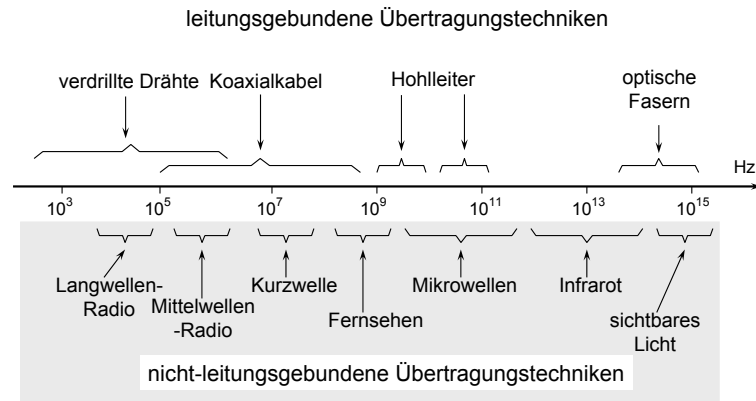 leitungsgebundene Übertragungstechniken
verdrillte Drähte Koaxialkabel Hohlleiter optische
Fasern
Hz
10³ 10⁵ 10⁷ 10⁹ 10¹¹ 10¹³ 10¹⁵
Langwellen-
Radio
Mittelwellen
-Radio
Kurzwelle
Fernsehen
Mikrowellen
Infrarot
sichtbares
Licht
nicht-leitungsgebundene Übertragungstechniken